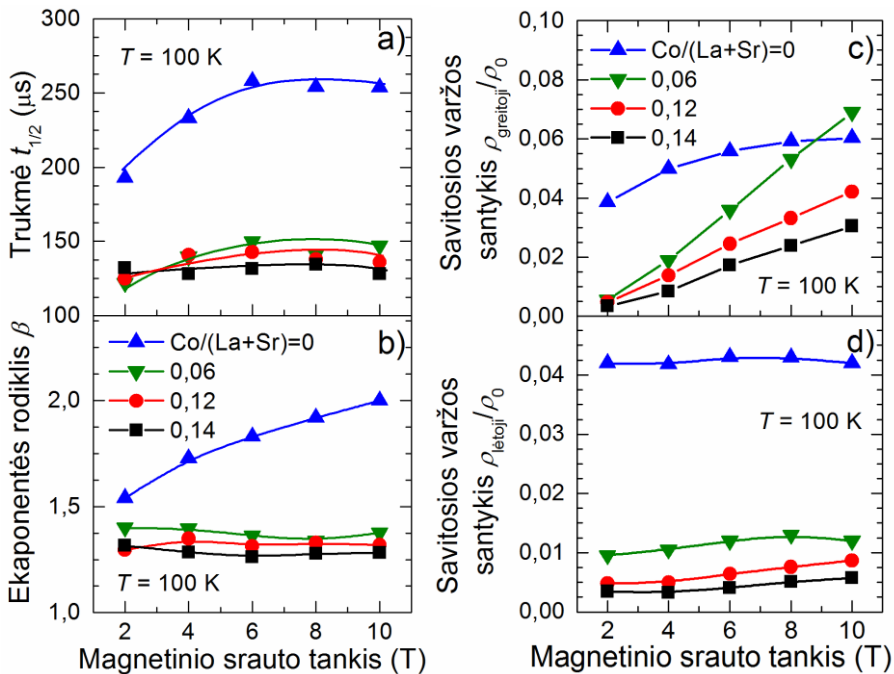 a)
T = 100 K
300
250
200
150
100
Trukmė t1/2 (μs)
b)
Co/(La+Sr)=0
0,06
0,12
0,14
T = 100 K
2,0
1,5
1,0
Ekaponentės rodiklis β
2 4 6 8 10
Magnetinio srauto tankis (T)
c)
Co/(La+Sr)=0
0,06
0,12
0,14
T = 100 K
0,10
0,08
0,06
0,04
0,02
0,00
Savitosios varžos
santykis ρgreitoji/ρ0
d)
T = 100 K
0,04
0,03
0,02
0,01
0,00
Savitosios varžos
santykis ρlėtoji/ρ0
2 4 6 8 10
Magnetinio srauto tankis (T)